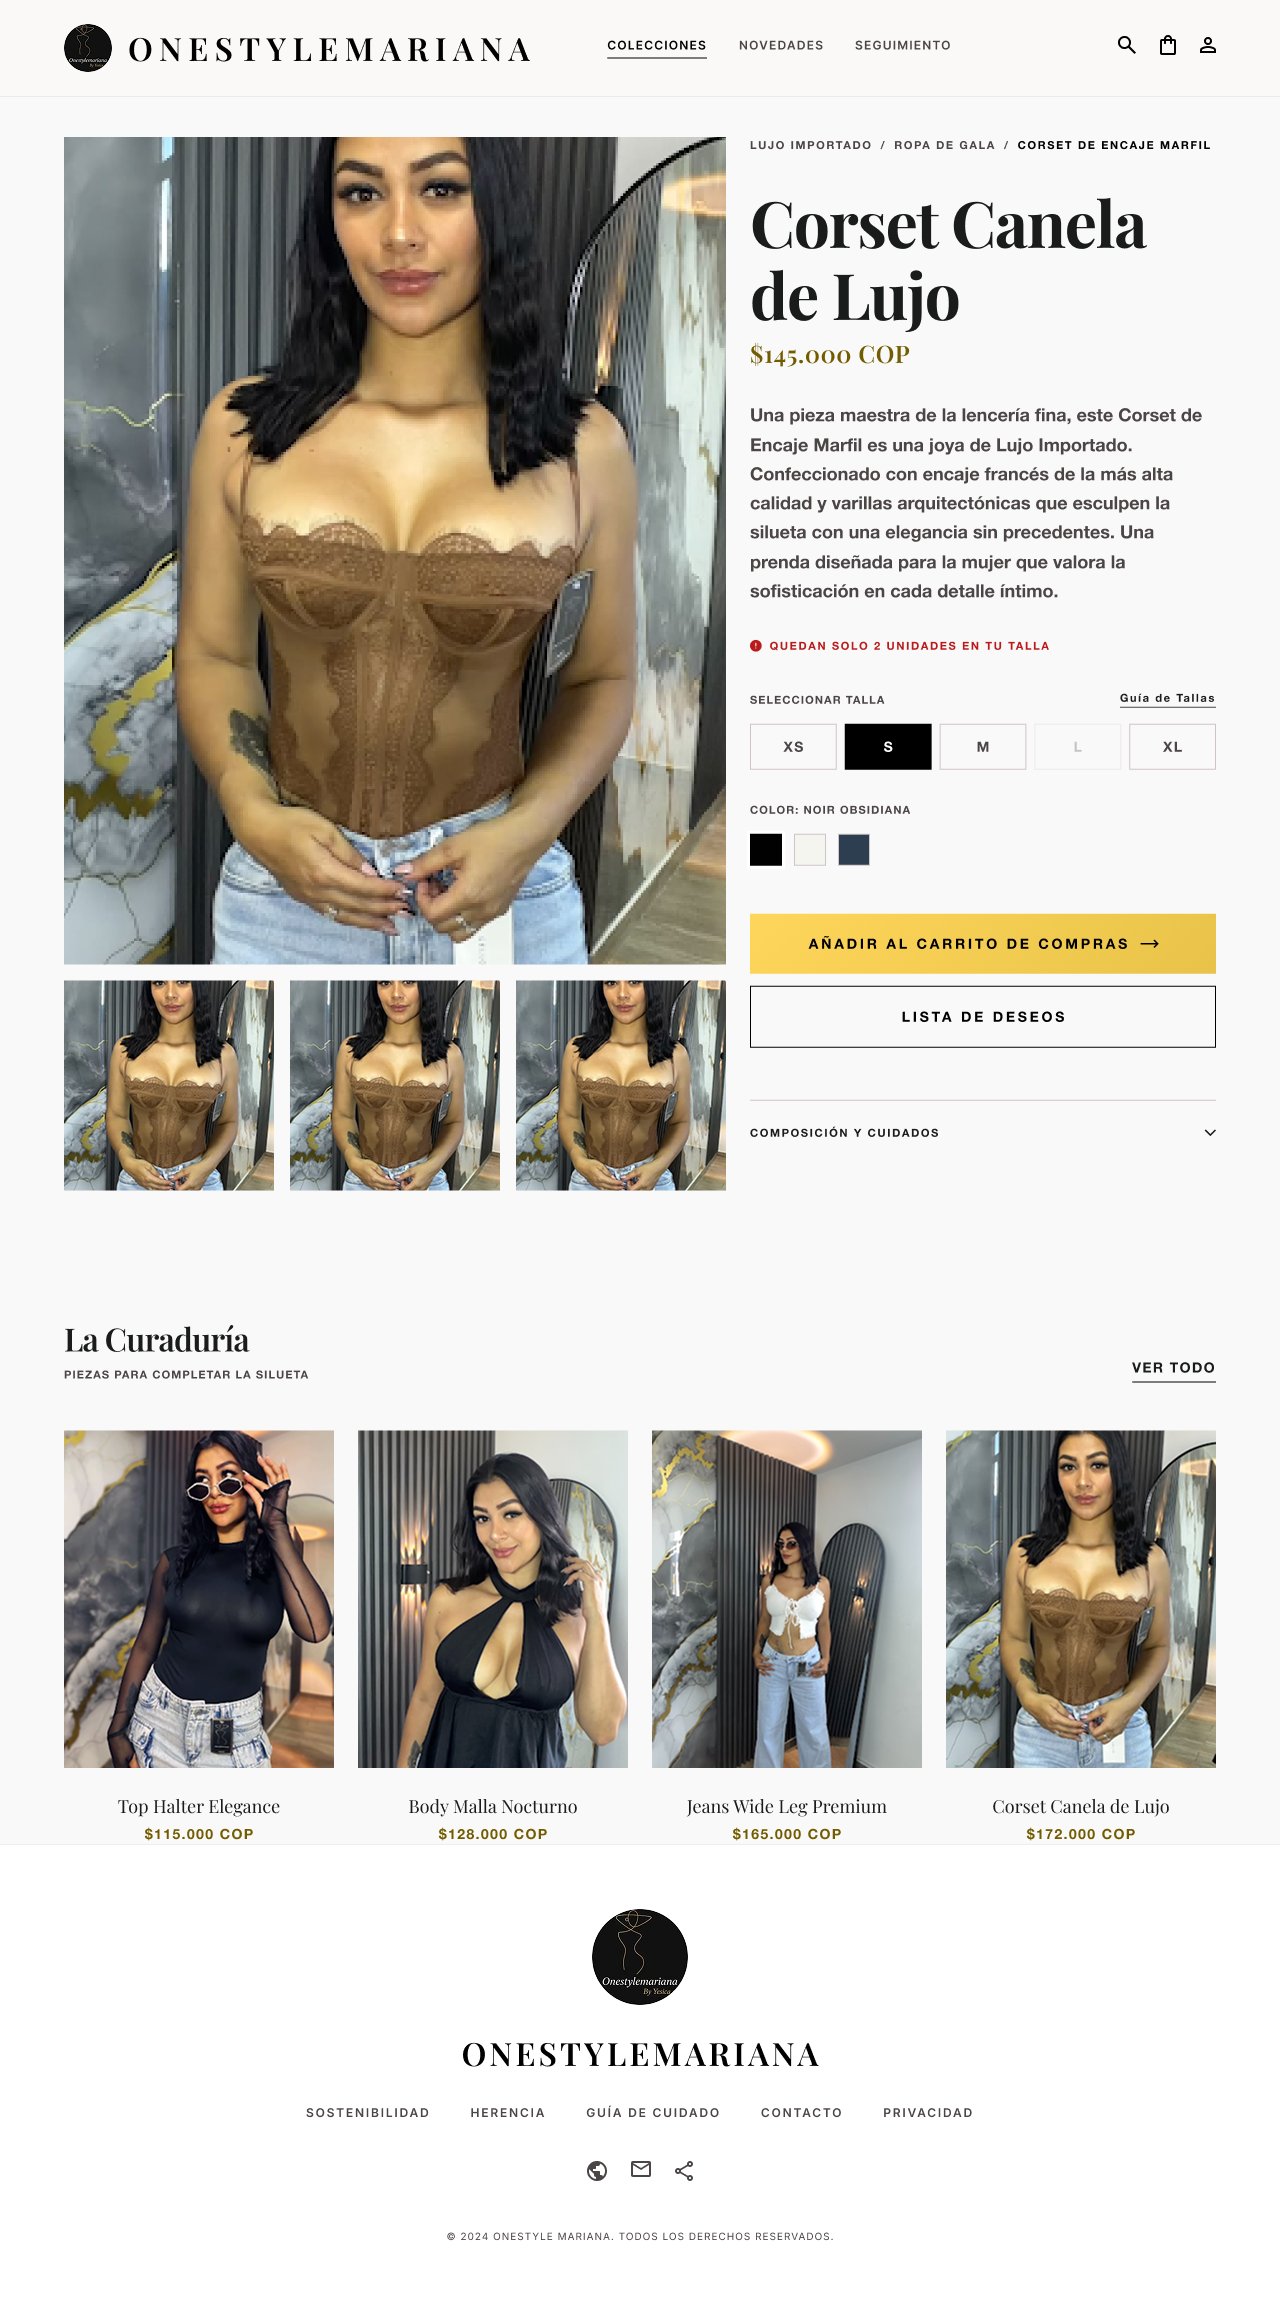 Onestylemariana
ONESTYLEMARIANA
COLECCIONES
NOVEDADES
SEGUIMIENTO
LUJO IMPORTADO / ROPA DE GALA / CORSET DE ENCAJE MARFIL
Corset Canela
de Lujo
$145.000 COP
Una pieza maestra de la lencería fina, este Corset de
Encaje Marfil es una joya de Lujo Importado.
Confeccionado con encaje francés de la más alta
calidad y varillas arquitectónicas que esculpen la
silueta con una elegancia sin precedentes. Una
prenda diseñada para la mujer que valora la
sofisticación en cada detalle íntimo.
QUEDAN SOLO 2 UNIDADES EN TU TALLA
SELECCIONAR TALLA
Guía de Tallas
XS
S
M
L
XL
COLOR: NOIR OBSIDIANA
AÑADIR AL CARRITO DE COMPRAS
LISTA DE DESEOS
COMPOSICIÓN Y CUIDADOS
La Curaduría
PIEZAS PARA COMPLETAR LA SILUETA
VER TODO
Top Halter Elegance
$115.000 COP
Body Malla Nocturno
$128.000 COP
Jeans Wide Leg Premium
$165.000 COP
Corset Canela de Lujo
$172.000 COP
Onestylemariana
By Yesica
ONESTYLEMARIANA
SOSTENIBILIDAD
HERENCIA
GUÍA DE CUIDADO
CONTACTO
PRIVACIDAD
© 2024 ONESTYLE MARIANA. TODOS LOS DERECHOS RESERVADOS.